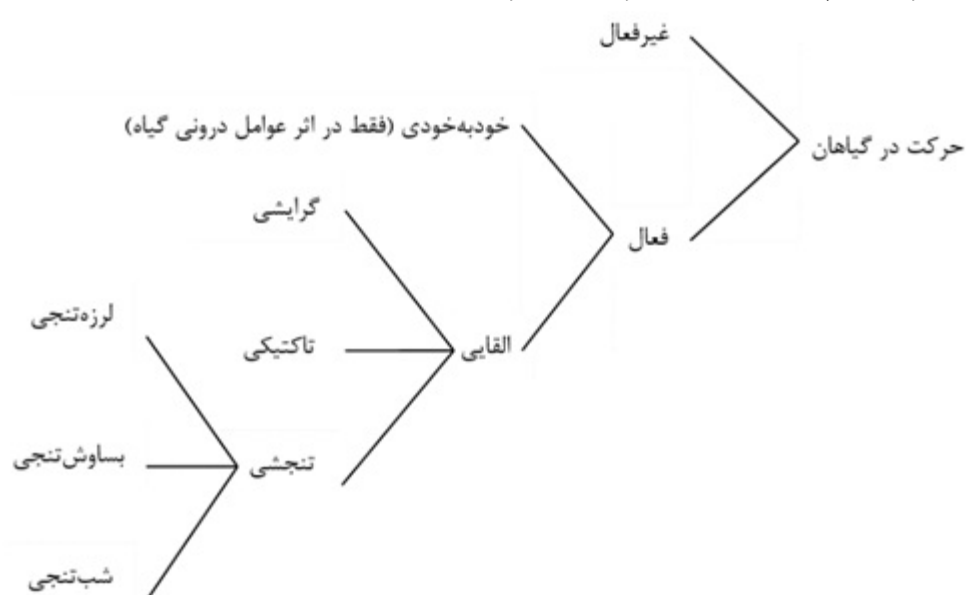 غیرفعال
خودبه‌خودی (فقط در اثر عوامل درونی گیاه)
حرکت در گیاهان
گرایشی
فعال
لرزه‌تنجی
تاکتیکی
القایی
بساوش‌تنجی
تنجشی
شب‌تنجی